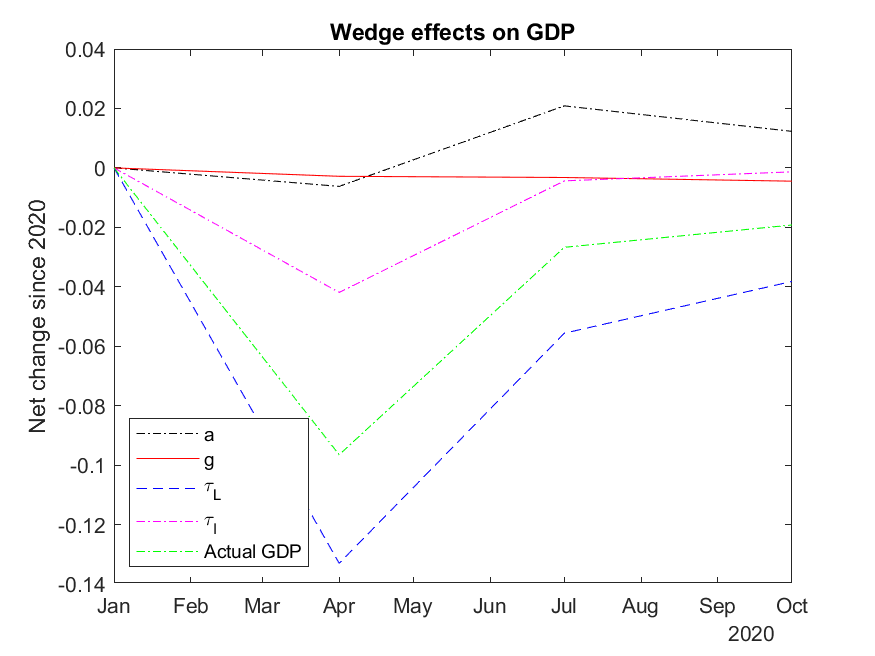 Wedge effects on GDP
Net change since 2020
0.04
0.02
0
-0.02
-0.04
-0.06
-0.08
-0.1
-0.12
-0.14
a
g
τL
τI
Actual GDP
Jan Feb Mar Apr May Jun Jul Aug Sep Oct
2020